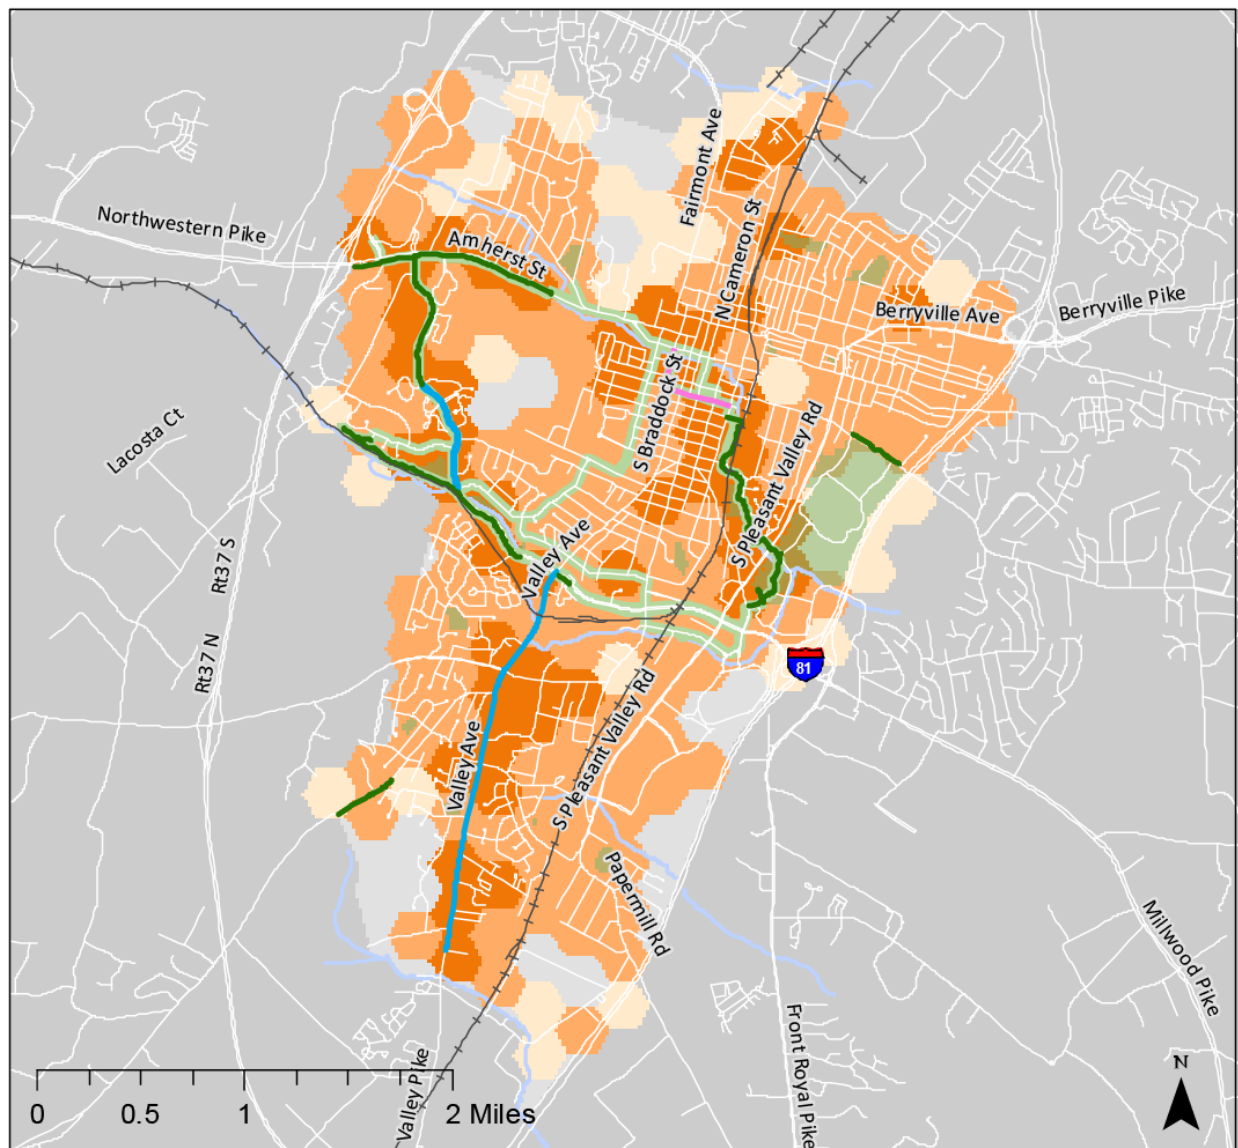 Fairmont Ave
Northwestern Pike
Amherst St
N Cameron St
Berryville Ave
Berryville Pike
S Braddock St
Lacosta Ct
S Pleasant Valley Rd
Rt37 S
Valley Ave
Rt37 N
81
S Pleasant Valley Rd
Valley Ave
Papermill Rd
Millwood Pike
Front Royal Pike
Valley Pike
N
0 0.5 1 2 Miles